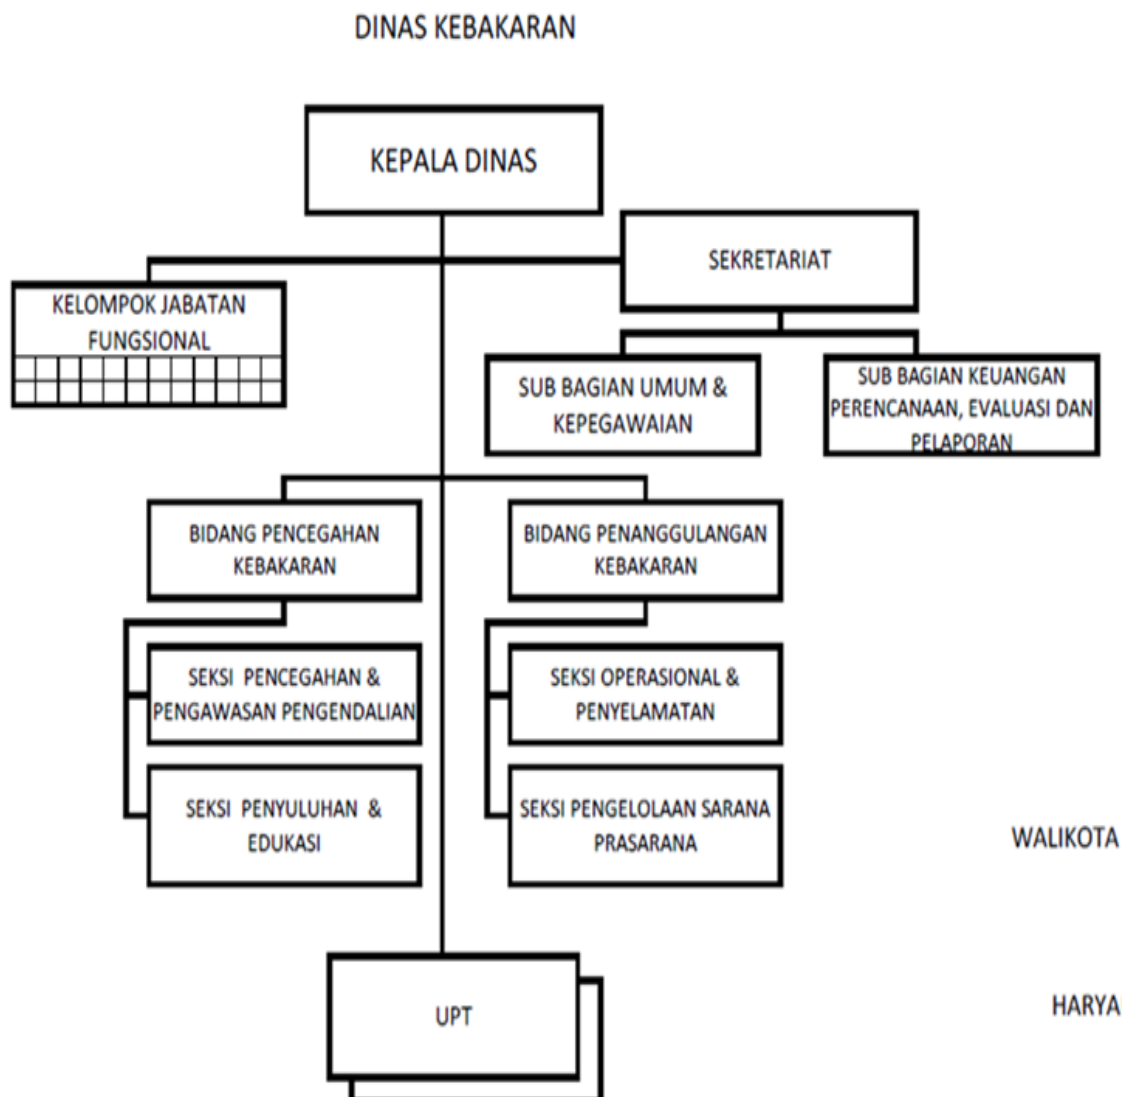 DINAS KEBAKARAN
KEPALA DINAS
SEKRETARIAT
KELOMPOK JABATAN
FUNGSIONAL
SUB BAGIAN UMUM &
KEPEGAWAIAN
SUB BAGIAN KEUANGAN
PERENCANAAN, EVALUASI DAN
PELAPORAN
BIDANG PENCEGAHAN
KEBAKARAN
BIDANG PENANGGULANGAN
KEBAKARAN
SEKSI PENCEGAHAN &
PENGAWASAN PENGENDALIAN
SEKSI OPERASIONAL &
PENYELAMATAN
SEKSI PENYULUHAN &
EDUKASI
SEKSI PENGELOLAAN SARANA
PRASARANA
WALIKOTA
UPT